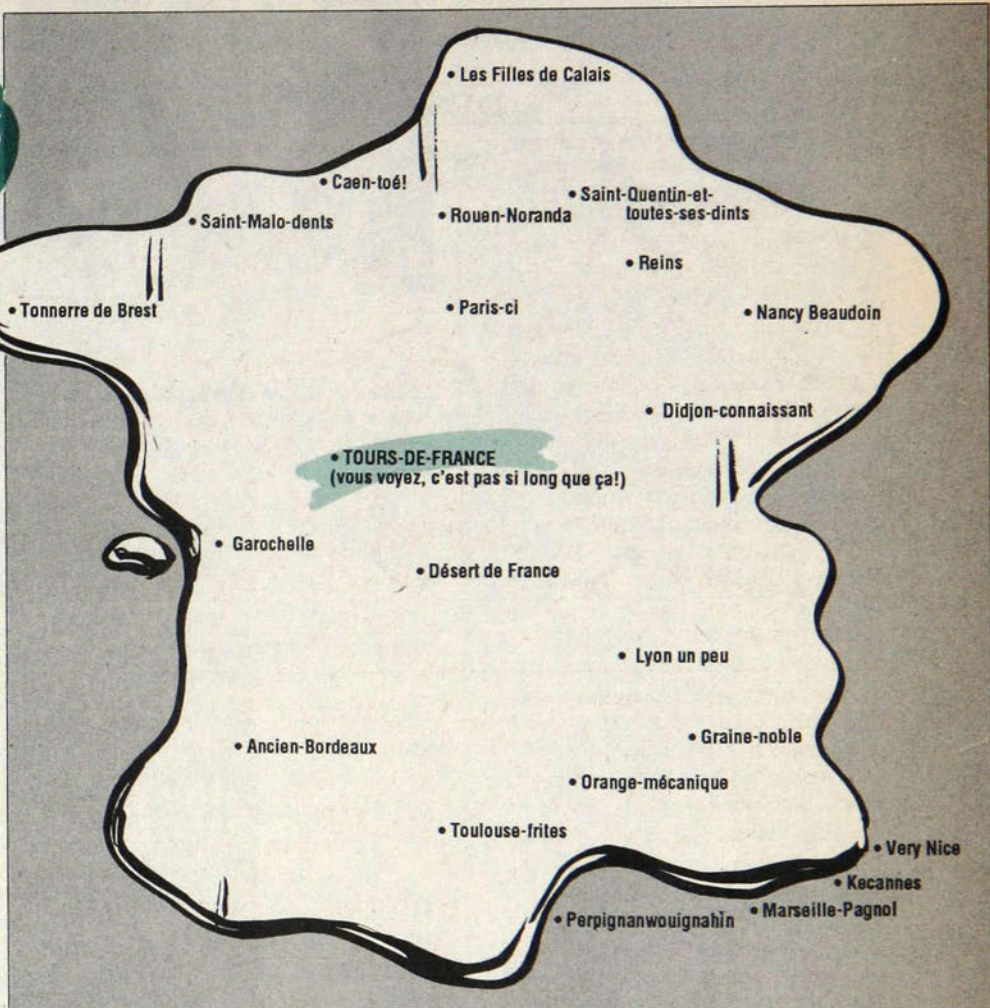 • Les Filles de Calais
• Caen-toé!
• Saint-Quentin-et-
toutes-ses-dints
• Saint-Malo-dents
• Rouen-Noranda
• Reins
• Tonnerre de Brest
• Paris-ci
• Nancy Beaudoin
• Didjon-connaissant
• TOURS-DE-FRANCE
(vous voyez, c'est pas si long que ça!)
• Garochelle
• Désert de France
• Lyon un peu
• Graine-noble
• Ancien-Bordeaux
• Orange-mécanique
• Toulouse-frites
• Very Nice
• Kecannes
• Marseille-Pagnol
• Perpignanwouignahin